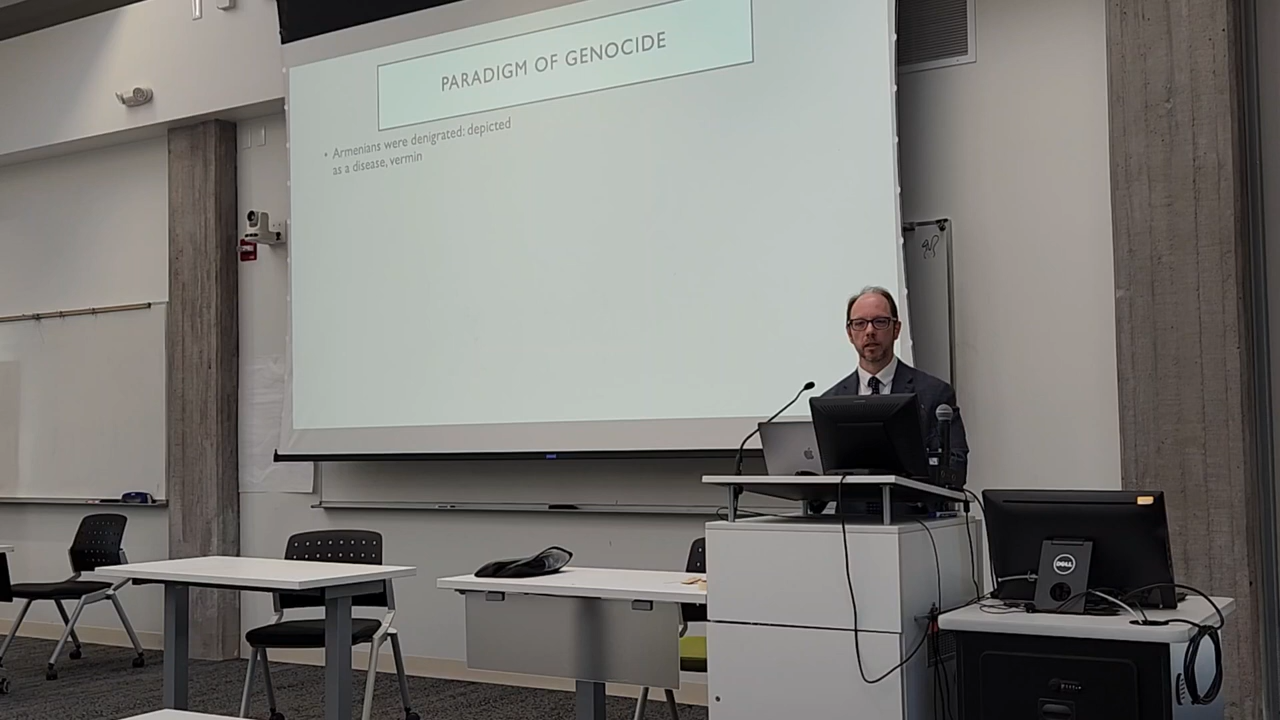 PARADIGM OF GENOCIDE
• Armenians were denigrated: depicted
as a disease, vermin
DELL